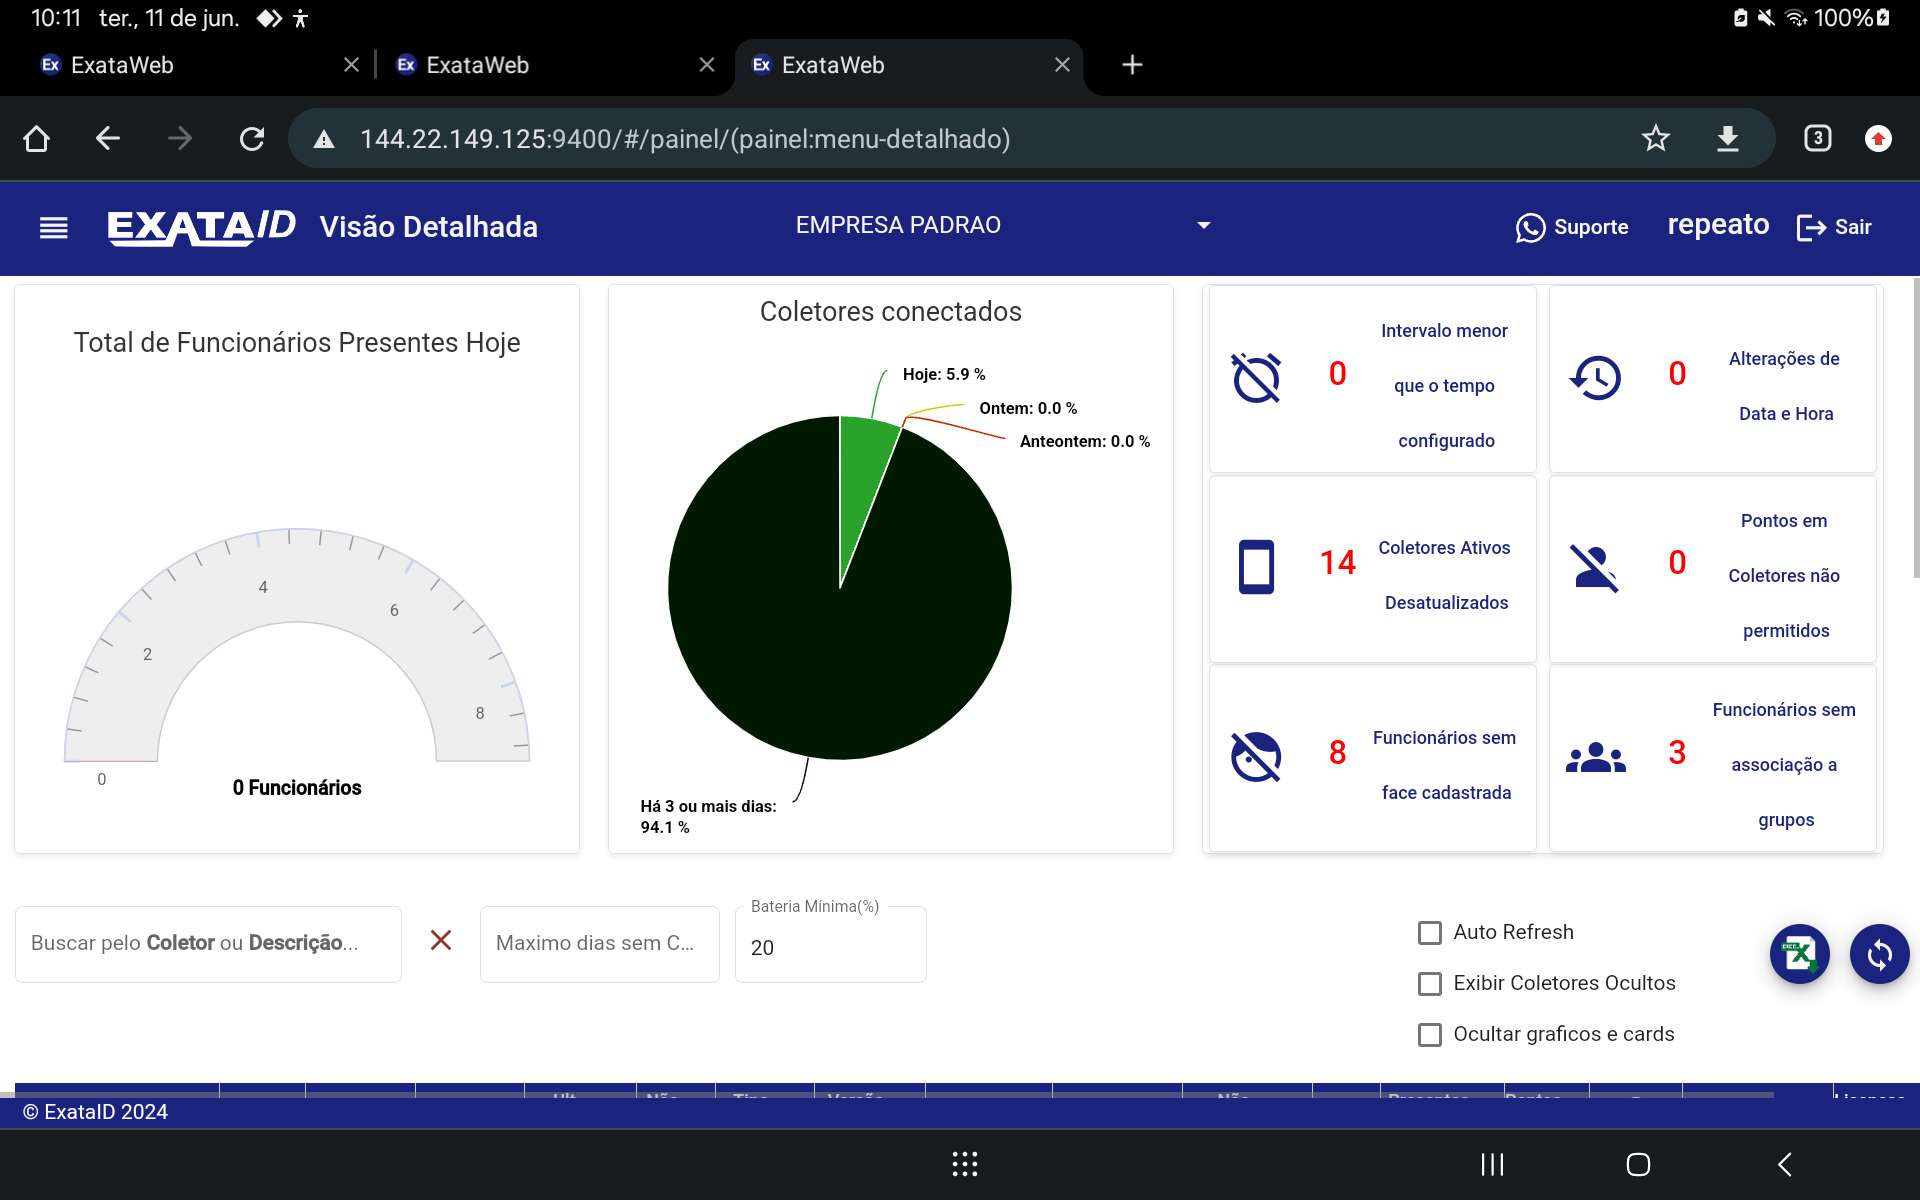 10:11 ter., 11 de jun. 100%
Ex ExataWeb
Ex ExataWeb
Ex ExataWeb
144.22.149.125:9400/#/painel/(painel:menu-detalhado)
3
EXATAID Visão Detalhada
EMPRESA PADRAO
Suporte
repeato
Sair
Total de Funcionários Presentes Hoje
0
2
4
6
8
0 Funcionários
Coletores conectados
Hoje: 5.9 %
Ontem: 0.0 %
Anteontem: 0.0 %
Há 3 ou mais dias:
94.1 %
0
Intervalo menor
que o tempo
configurado
0
Alterações de
Data e Hora
14
Coletores Ativos
Desatualizados
0
Pontos em
Coletores não
permitidos
8
Funcionários sem
face cadastrada
3
Funcionários sem
associação a
grupos
Buscar pelo Coletor ou Descrição...
Maximo dias sem C...
Bateria Mínima(%)
20
Auto Refresh
Exibir Coletores Ocultos
Ocultar graficos e cards
© ExataID 2024